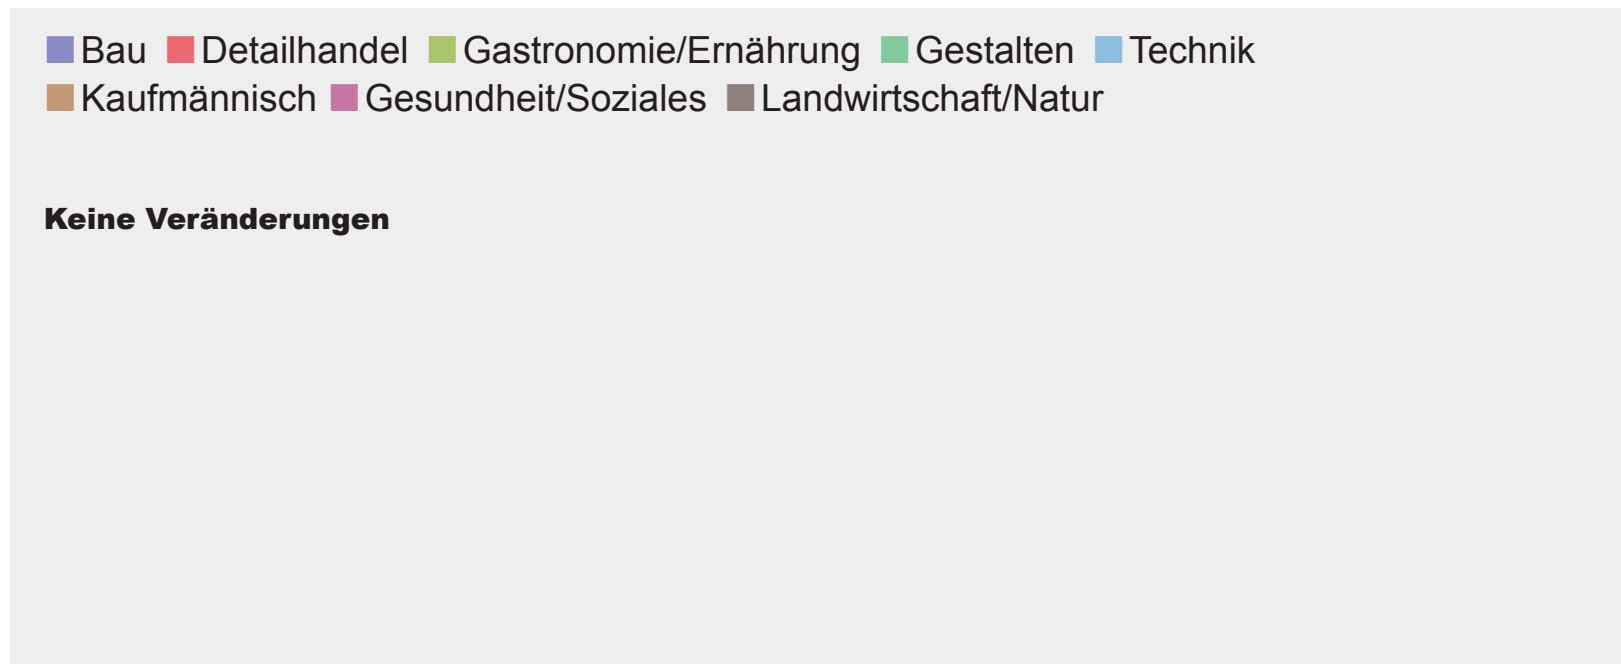 Bau Detailhandel Gastronomie/Ernährung Gestalten Technik
Kaufmännisch Gesundheit/Soziales Landwirtschaft/Natur
Keine Veränderungen